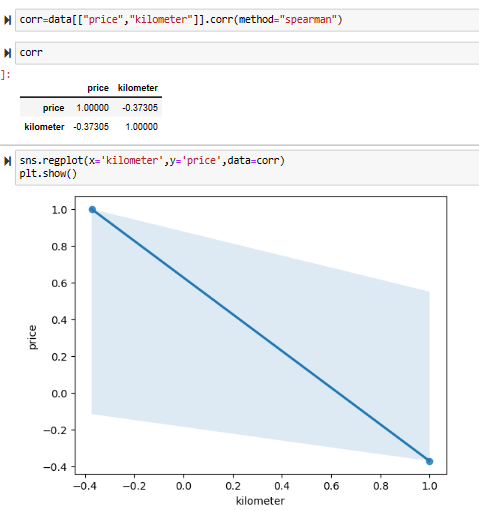 corr=data[["price","kilometer"]].corr(method="spearman")
corr
]:
price kilometer
price 1.00000 -0.37305
kilometer -0.37305 1.00000
sns.regplot(x='kilometer',y='price',data=corr)
plt.show()
1.0
0.8
0.6
0.4
0.2
0.0
−0.2
−0.4
price
−0.4 −0.2 0.0 0.2 0.4 0.6 0.8 1.0
kilometer